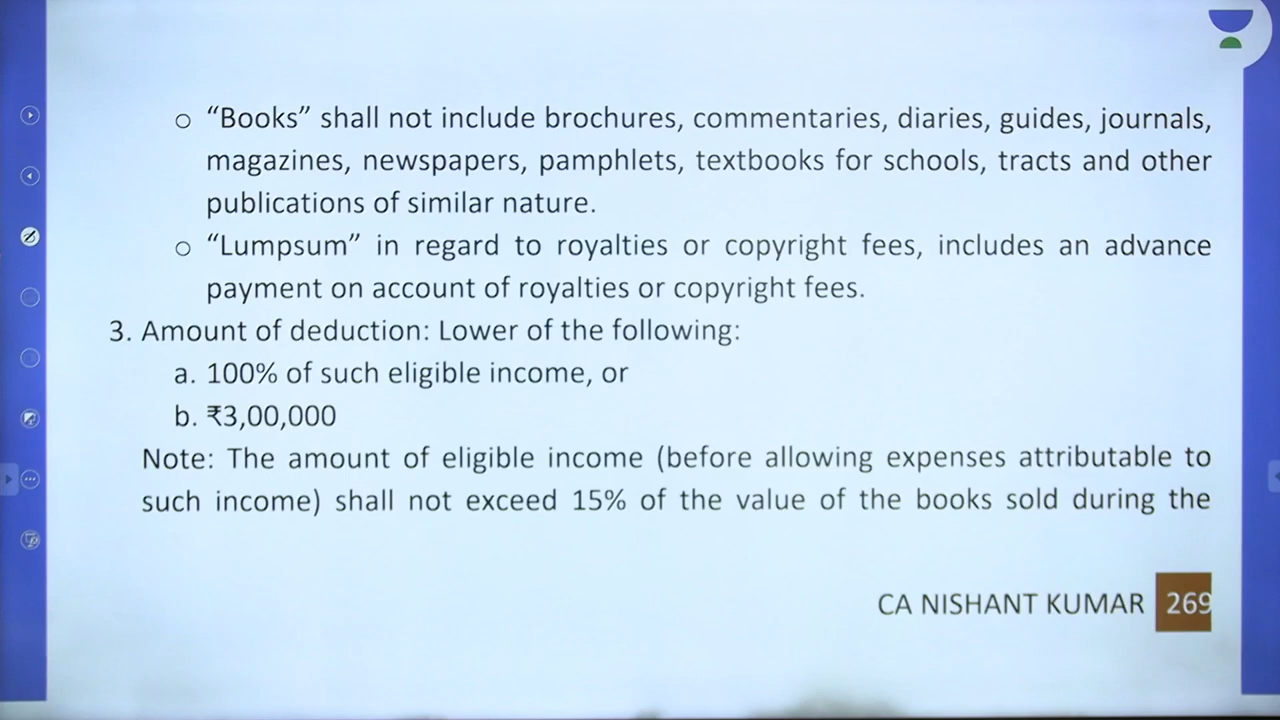 ○ “Books” shall not include brochures, commentaries, diaries, guides, journals,
magazines, newspapers, pamphlets, textbooks for schools, tracts and other
publications of similar nature.
○ “Lumpsum” in regard to royalties or copyright fees, includes an advance
payment on account of royalties or copyright fees.
3. Amount of deduction: Lower of the following:
a. 100% of such eligible income, or
b. ₹3,00,000
Note: The amount of eligible income (before allowing expenses attributable to
such income) shall not exceed 15% of the value of the books sold during the
CA NISHANT KUMAR 269